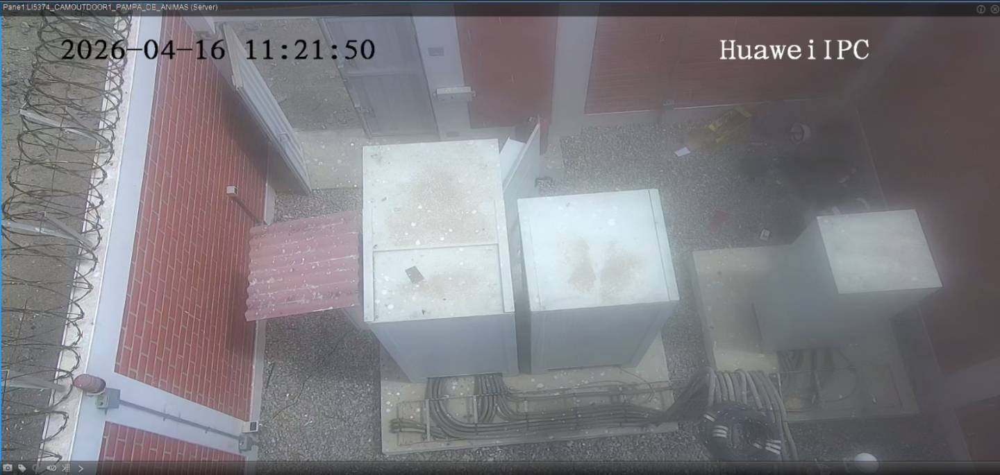 Pane1:LI5374_CAMOUTDOOR1_PAMPA_DE_ANIMAS (Server)
2026-04-16 11:21:50
HuaweiIPC